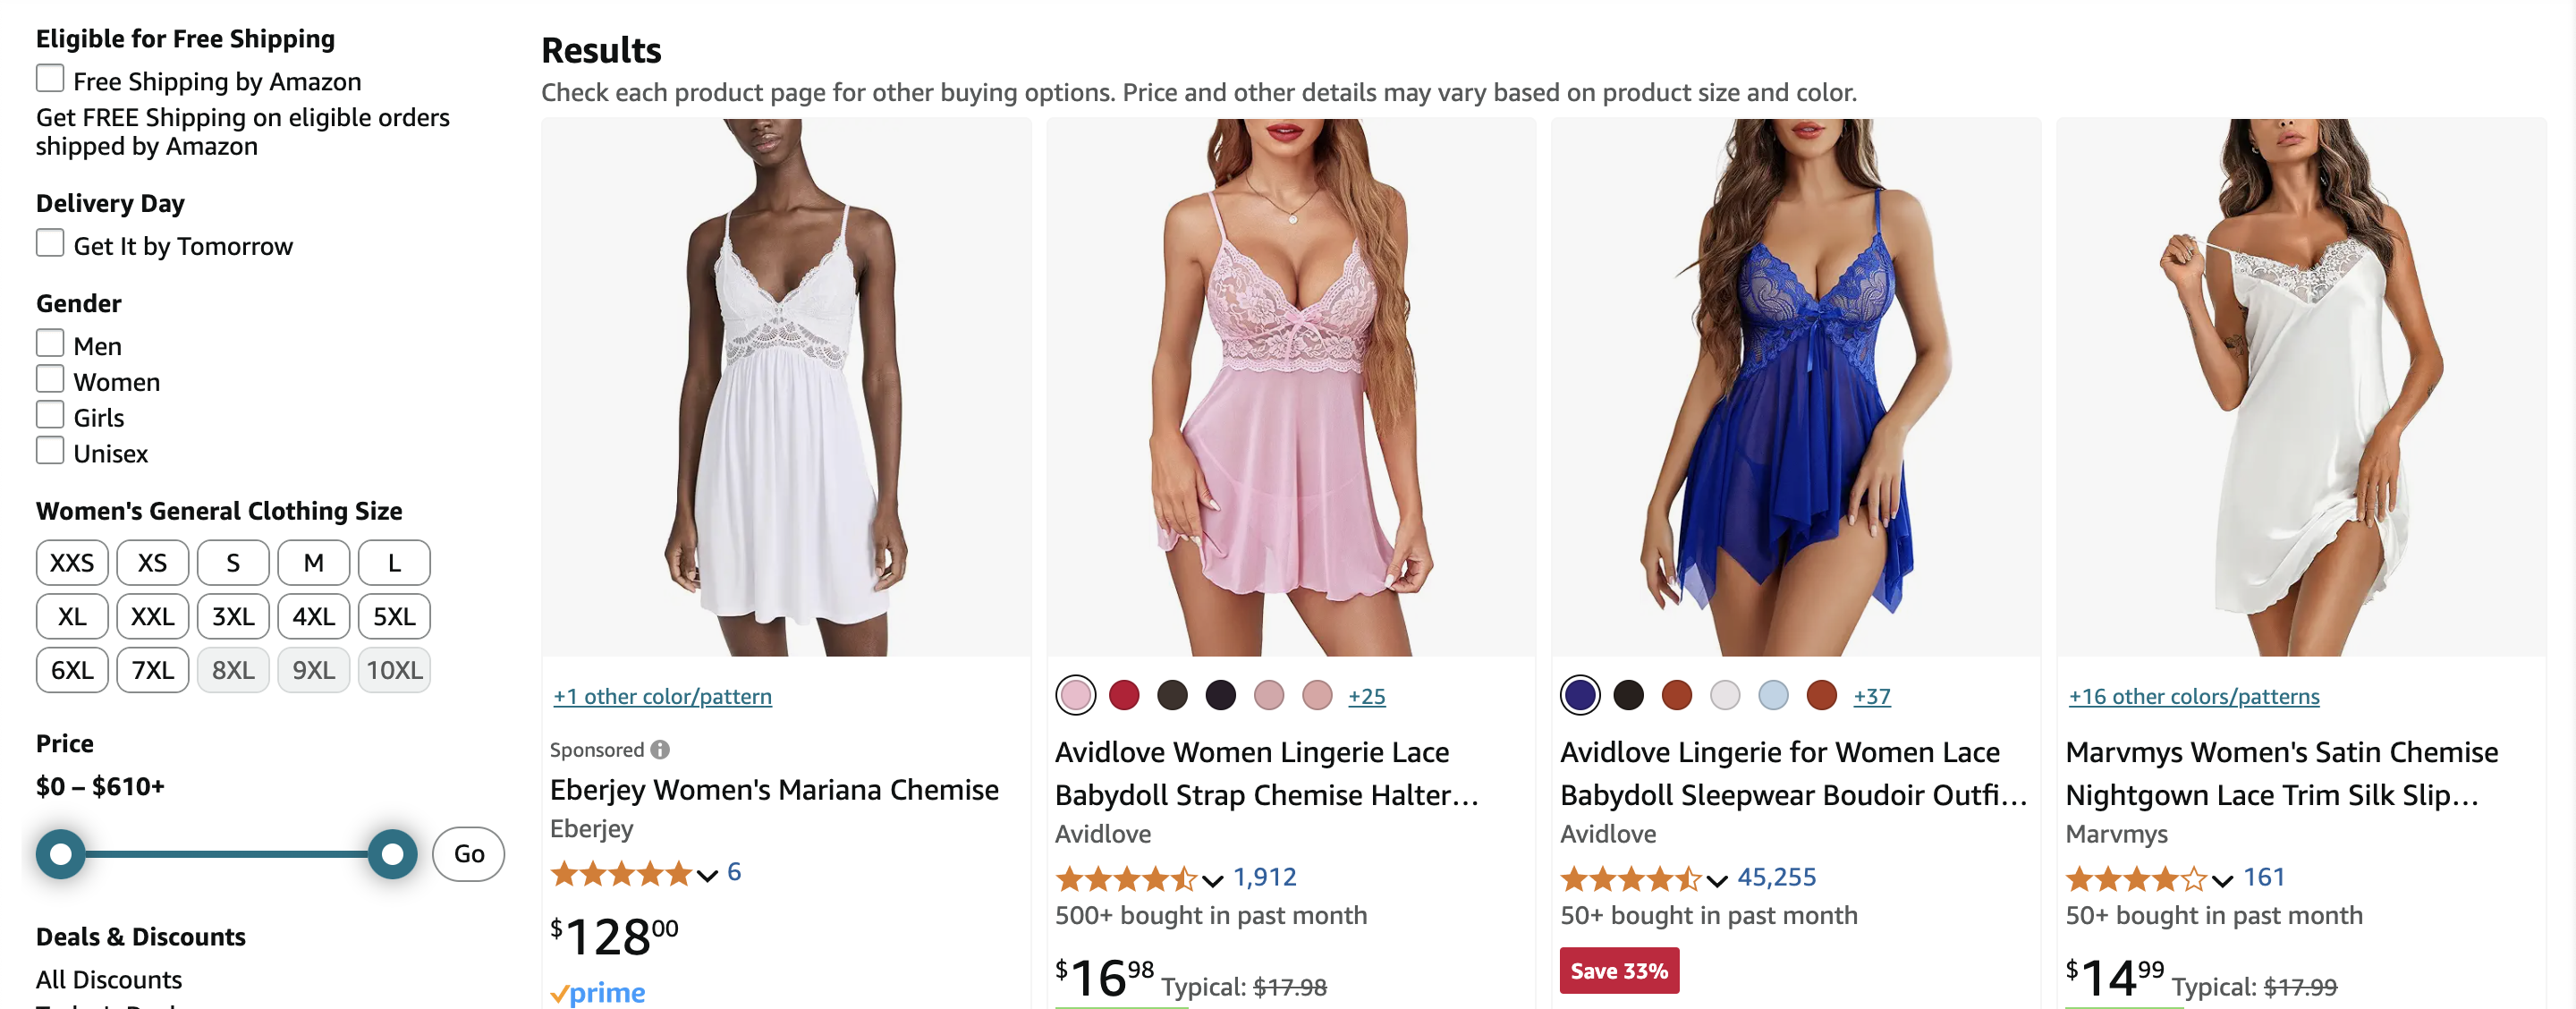 Eligible for Free Shipping
Free Shipping by Amazon
Get FREE Shipping on eligible orders
shipped by Amazon
Delivery Day
Get It by Tomorrow
Gender
Men
Women
Girls
Unisex
Women's General Clothing Size
XXS XS S M L
XL XXL 3XL 4XL 5XL
6XL 7XL 8XL 9XL 10XL
Price
$0 – $610+
Go
Deals & Discounts
All Discounts
Results
Check each product page for other buying options. Price and other details may vary based on product size and color.
+1 other color/pattern
Sponsored
Eberjey Women's Mariana Chemise
Eberjey
6
$12800
prime
+25
Avidlove Women Lingerie Lace
Babydoll Strap Chemise Halter...
Avidlove
1,912
500+ bought in past month
$1698 Typical: $17.98
+37
Avidlove Lingerie for Women Lace
Babydoll Sleepwear Boudoir Outfi...
Avidlove
45,255
50+ bought in past month
Save 33%
+16 other colors/patterns
Marvmys Women's Satin Chemise
Nightgown Lace Trim Silk Slip...
Marvmys
161
50+ bought in past month
$1499 Typical: $17.99